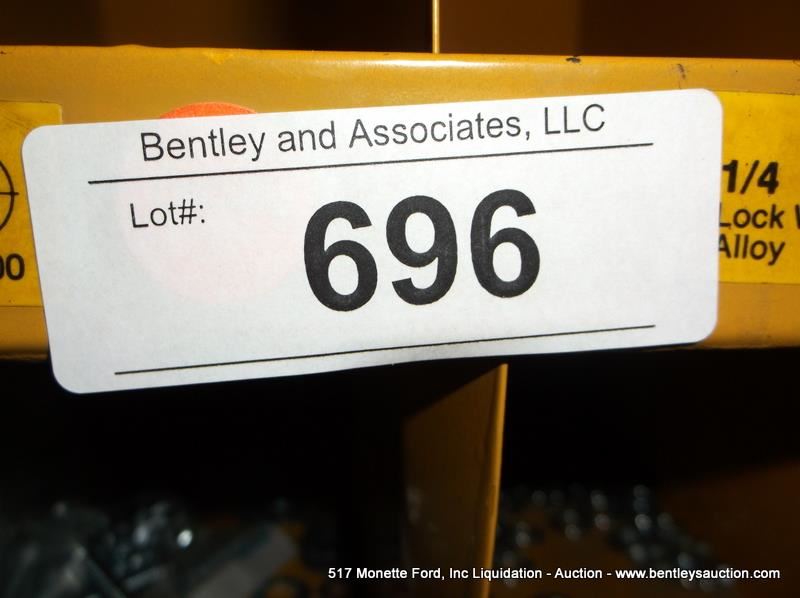 Bentley and Associates, LLC
Lot#:
696
1/4
Lock
Alloy
00
517 Monette Ford, Inc Liquidation - Auction - www.bentleysauction.com